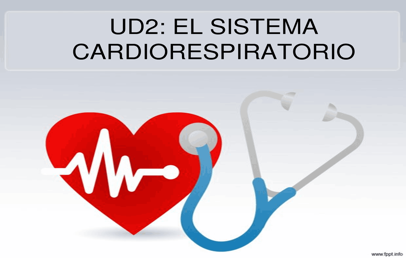 UD2: EL SISTEMA
CARDIORESPIRATORIO
www.fppt.info